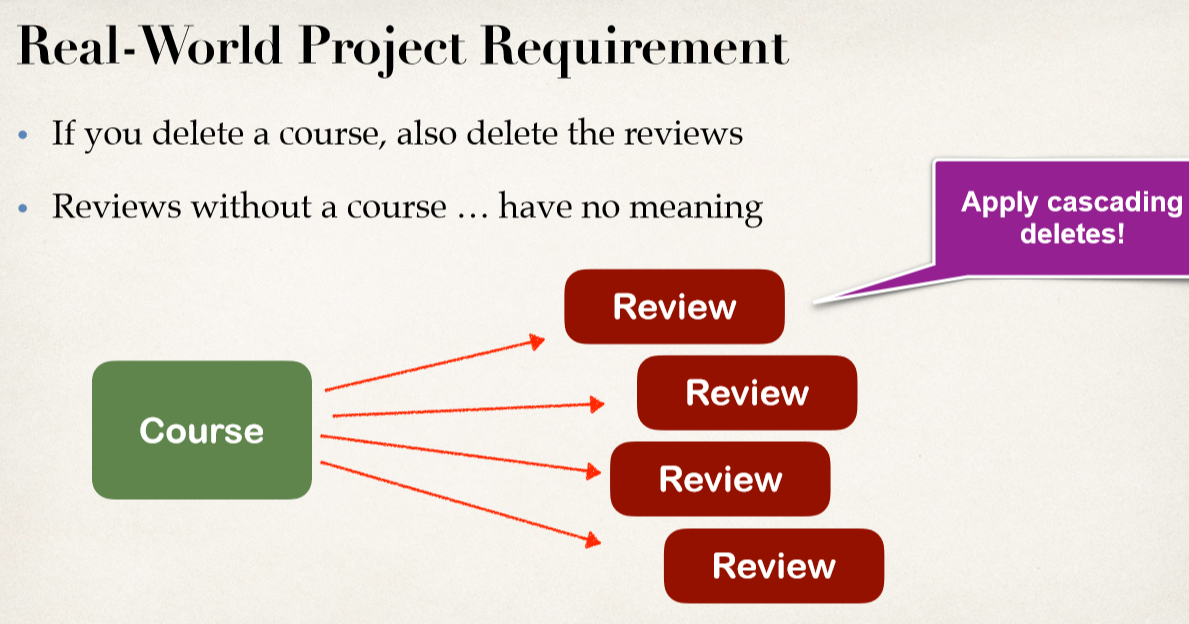 Real-World Project Requirement
• If you delete a course, also delete the reviews
• Reviews without a course … have no meaning
Apply cascading
deletes!
Review
Review
Course
Review
Review